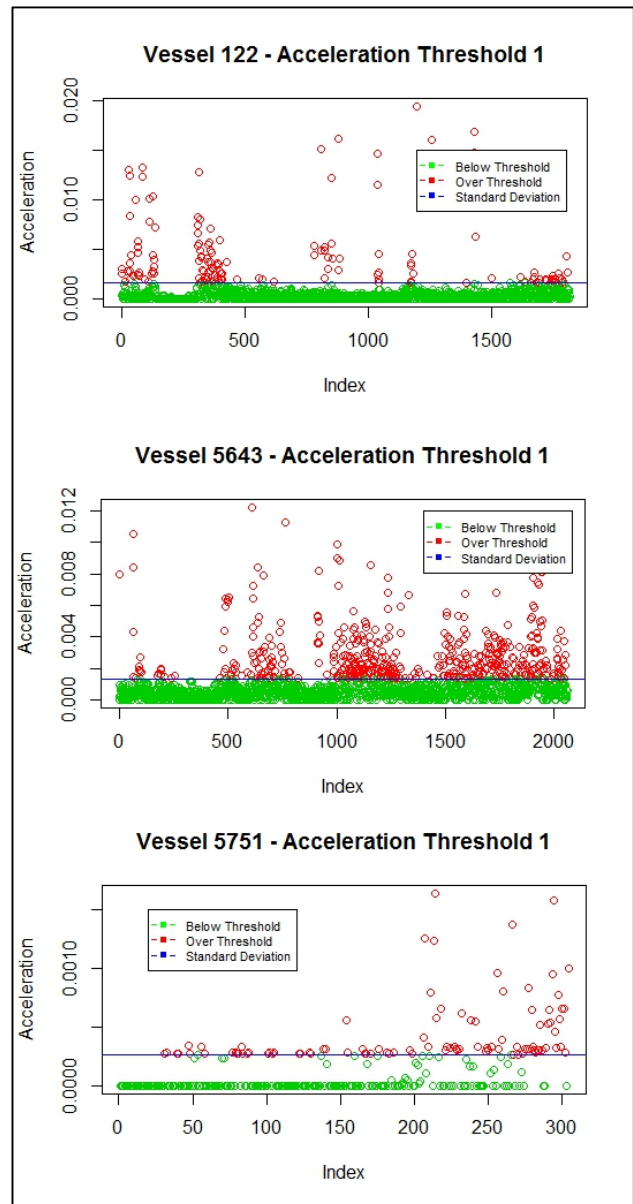 Vessel 122 - Acceleration Threshold 1
Acceleration
0.020
0.010
0.000
Below Threshold
Over Threshold
Standard Deviation
0 500 1000 1500
Index
Vessel 5643 - Acceleration Threshold 1
Acceleration
0.012
0.008
0.004
0.000
Below Threshold
Over Threshold
Standard Deviation
0 500 1000 1500 2000
Index
Vessel 5751 - Acceleration Threshold 1
Acceleration
0.0010
0.0000
Below Threshold
Over Threshold
Standard Deviation
0 50 100 150 200 250 300
Index